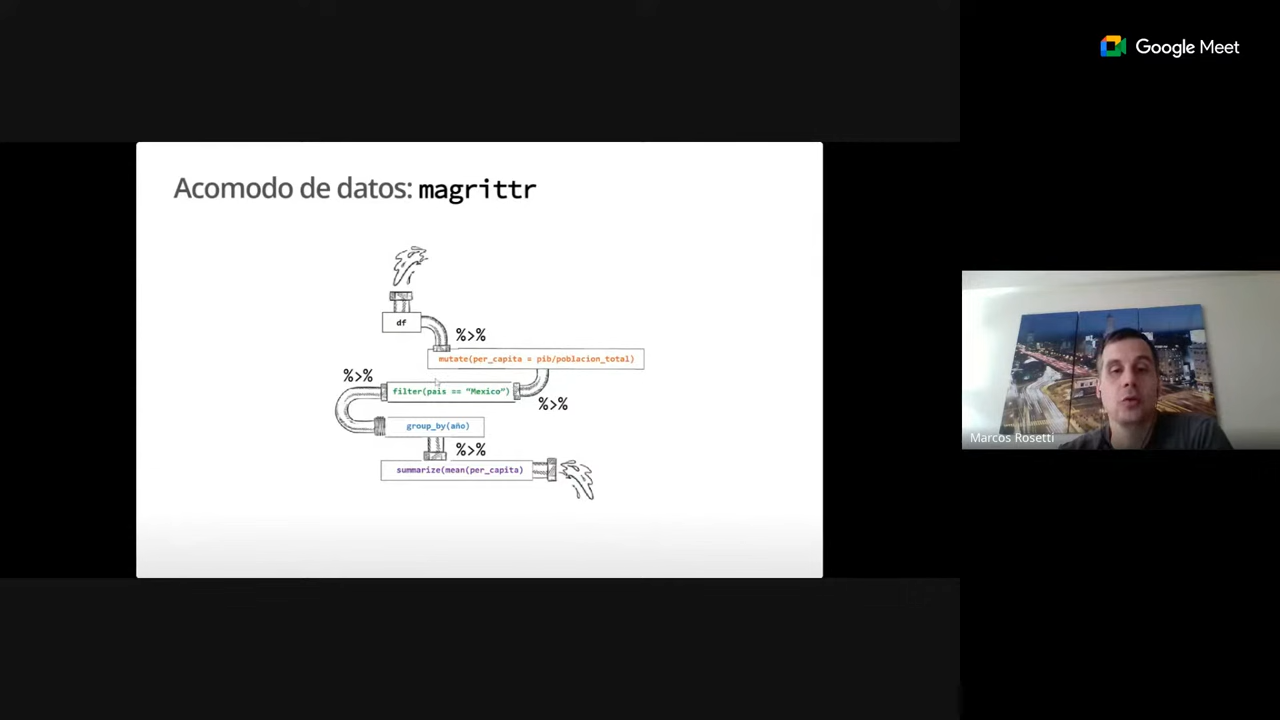 Google Meet
Acomodo de datos: magrittr
df
%>%
mutate(per_capita = pib/poblacion_total)
%>%
filter(pais == “Mexico”)
%>%
group_by(año)
%>%
summarize(mean(per_capita)
Marcos Rosetti